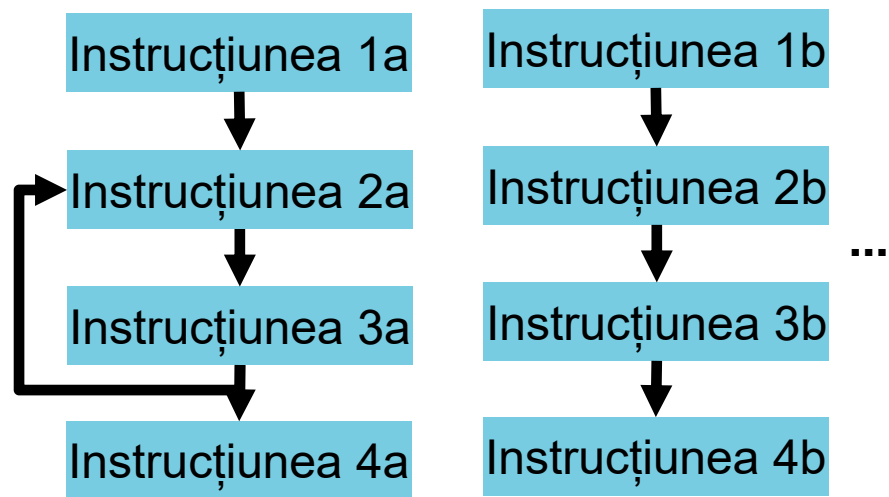 Instrucțiunea 1a
Instrucțiunea 2a
Instrucțiunea 3a
Instrucțiunea 4a
Instrucțiunea 1b
Instrucțiunea 2b
Instrucțiunea 3b
Instrucțiunea 4b
...